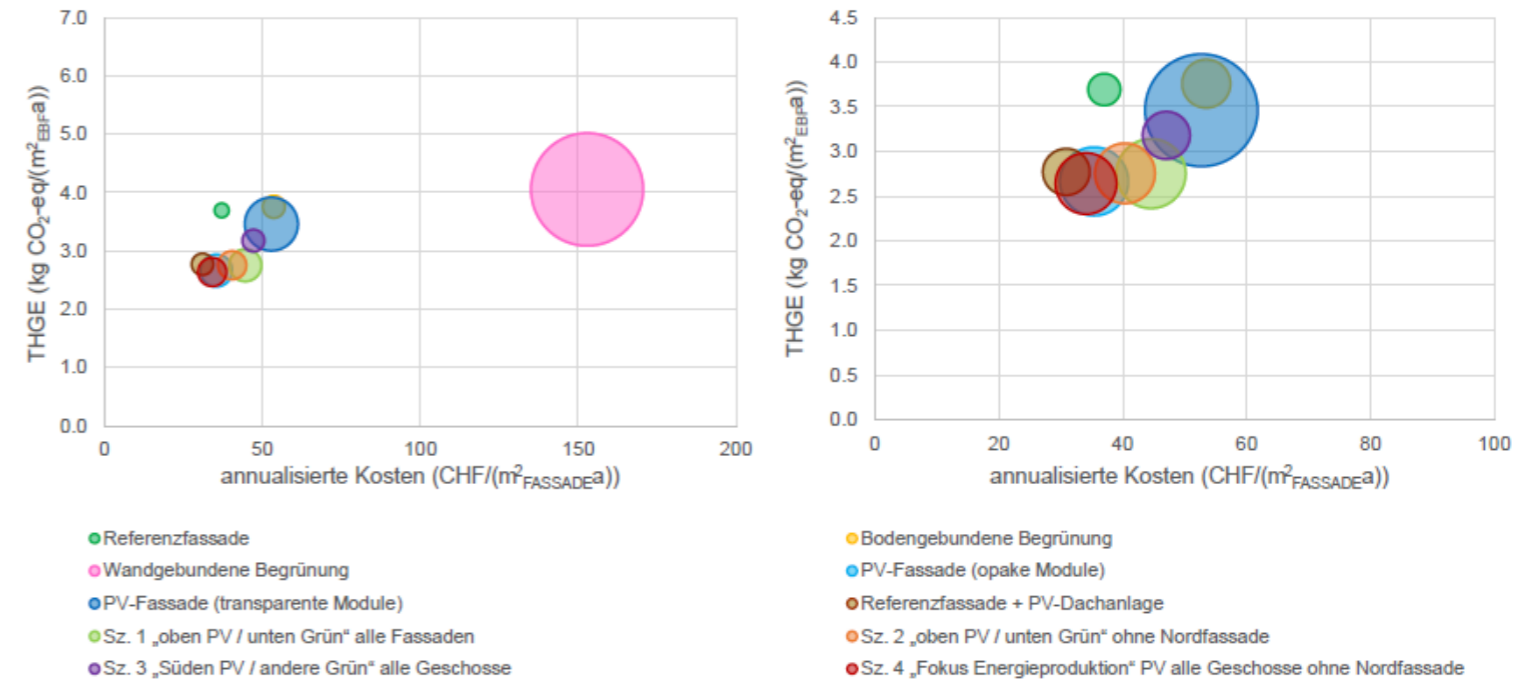 7.0
6.0
5.0
4.0
3.0
2.0
1.0
0.0
THGE (kg CO₂-eq/(m²EBFa))
0 50 100 150 200
annualisierte Kosten (CHF/(m²FASSADEa))
4.5
4.0
3.5
3.0
2.5
2.0
1.5
1.0
0.5
0.0
THGE (kg CO₂-eq/(m²EBFa))
0 20 40 60 80 100
annualisierte Kosten (CHF/(m²FASSADEa))
Referenzfassade
Wandgebundene Begrünung
PV-Fassade (transparente Module)
Sz. 1 „oben PV / unten Grün“ alle Fassaden
Sz. 3 „Süden PV / andere Grün“ alle Geschosse
Bodengebundene Begrünung
PV-Fassade (opake Module)
Referenzfassade + PV-Dachanlage
Sz. 2 „oben PV / unten Grün“ ohne Nordfassade
Sz. 4 „Fokus Energieproduktion“ PV alle Geschosse ohne Nordfassade